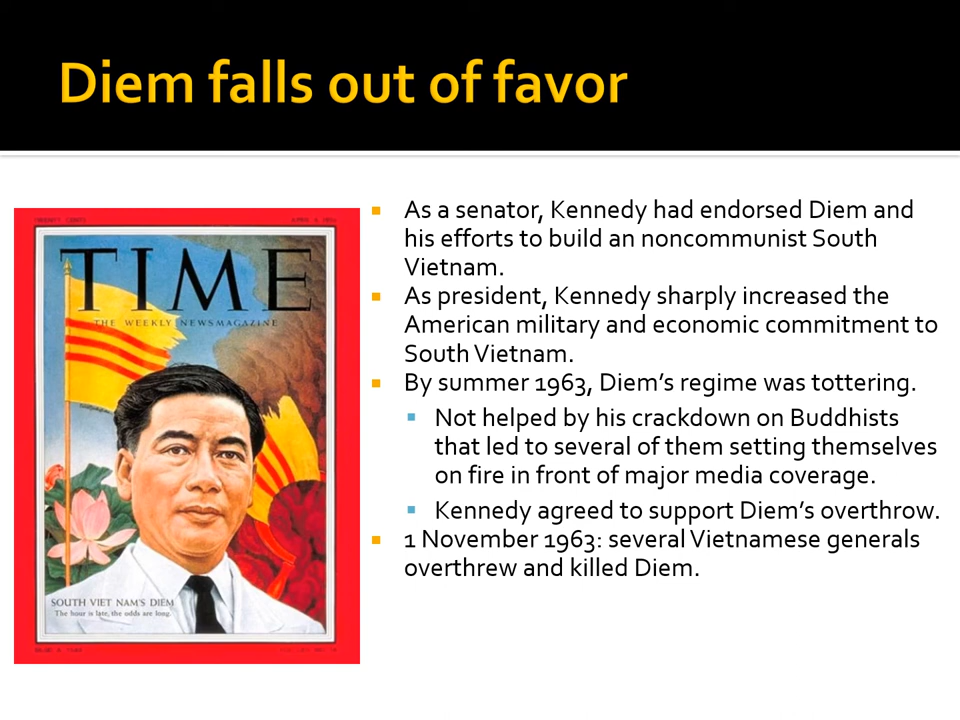 Diem falls out of favor
TWENTY CENTS
TIME
THE WEEKLY NEWSMAGAZINE
SOUTH VIET NAM'S DIEM
The hour is late, the odds are long.
As a senator, Kennedy had endorsed Diem and
his efforts to build an noncommunist South
Vietnam.
As president, Kennedy sharply increased the
American military and economic commitment to
South Vietnam.
By summer 1963, Diem’s regime was tottering.
Not helped by his crackdown on Buddhists
that led to several of them setting themselves
on fire in front of major media coverage.
Kennedy agreed to support Diem’s overthrow.
1 November 1963: several Vietnamese generals
overthrew and killed Diem.